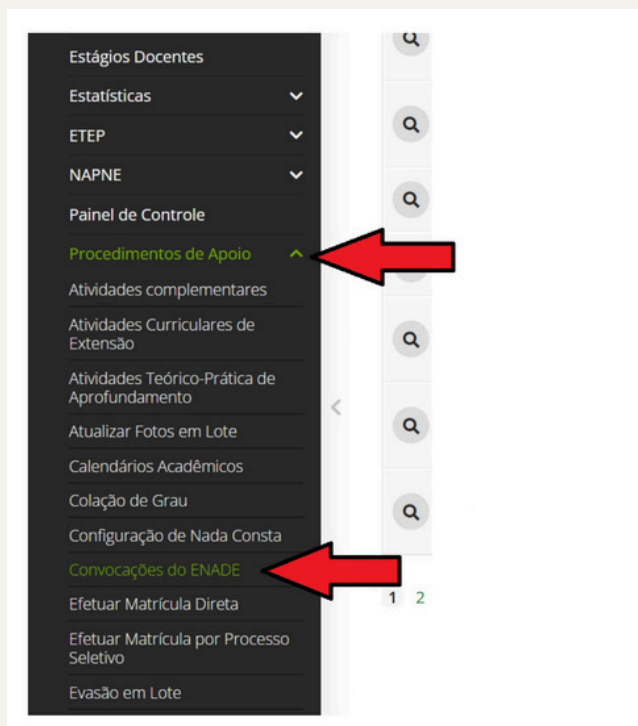 Estágios Docentes
Estatísticas
ETEP
NAPNE
Painel de Controle
Procedimentos de Apoio
Atividades complementares
Atividades Curriculares de
Extensão
Atividades Teórico-Prática de
Aprofundamento
Atualizar Fotos em Lote
Calendários Acadêmicos
Colação de Grau
Configuração de Nada Consta
Convocações do ENADE
Efetuar Matrícula Direta
Efetuar Matrícula por Processo
Seletivo
Evasão em Lote
1 2